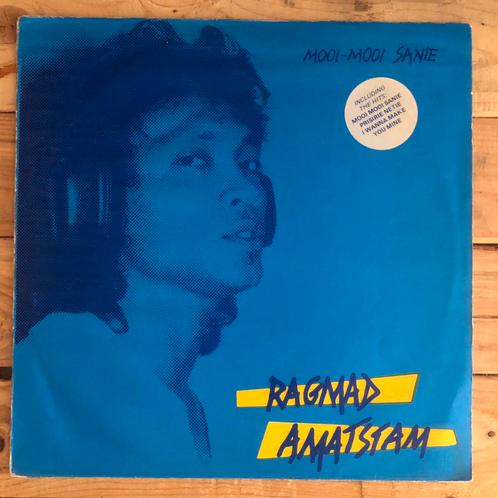 MOOI-MOOI SANIE
INCLUDING
THE HITS:
MOOI MOOI SANIE
PRISIRIE NETIE
I WANNA MAKE
YOU MINE
RAGMAD
AMATSTAM